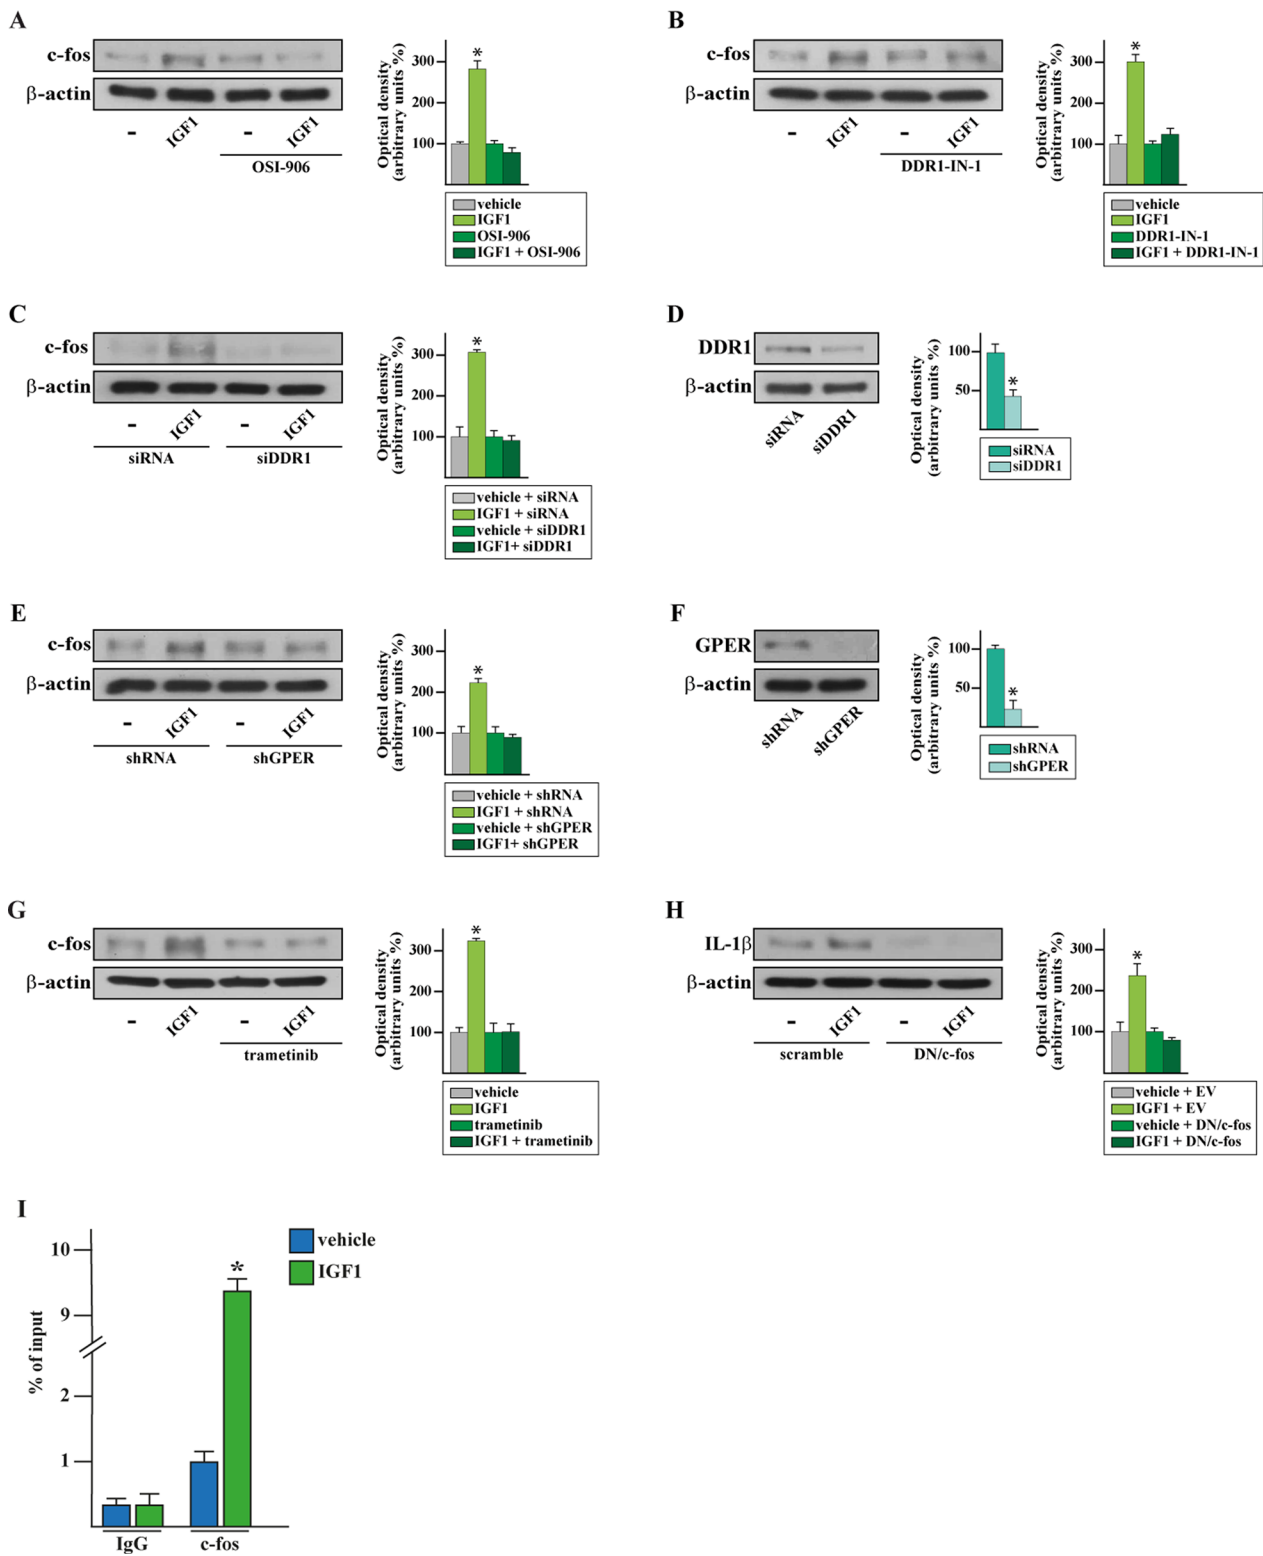 A
c-fos
β-actin
-
IGF1
-
IGF1
OSI-906
Optical density
(arbitrary units %)
300
200
100
*
vehicle
IGF1
OSI-906
IGF1 + OSI-906
B
c-fos
β-actin
-
IGF1
-
IGF1
DDR1-IN-1
Optical density
(arbitrary units %)
300
200
100
*
vehicle
IGF1
DDR1-IN-1
IGF1 + DDR1-IN-1
C
c-fos
β-actin
-
IGF1
-
IGF1
siRNA
siDDR1
Optical density
(arbitrary units %)
300
200
100
*
vehicle + siRNA
IGF1 + siRNA
vehicle + siDDR1
IGF1+ siDDR1
D
DDR1
β-actin
siRNA
siDDR1
Optical density
(arbitrary units %)
100
50
*
siRNA
siDDR1
E
c-fos
β-actin
-
IGF1
-
IGF1
shRNA
shGPER
Optical density
(arbitrary units %)
300
200
100
*
vehicle + shRNA
IGF1 + shRNA
vehicle + shGPER
IGF1+ shGPER
F
GPER
β-actin
shRNA
shGPER
Optical density
(arbitrary units %)
100
50
*
shRNA
shGPER
G
c-fos
β-actin
-
IGF1
-
IGF1
trametinib
Optical density
(arbitrary units %)
300
200
100
*
vehicle
IGF1
trametinib
IGF1 + trametinib
H
IL-1β
β-actin
-
IGF1
-
IGF1
scramble
DN/c-fos
Optical density
(arbitrary units %)
300
200
100
*
vehicle + EV
IGF1 + EV
vehicle + DN/c-fos
IGF1 + DN/c-fos
I
% of input
10
9
2
1
*
vehicle
IGF1
IgG
c-fos